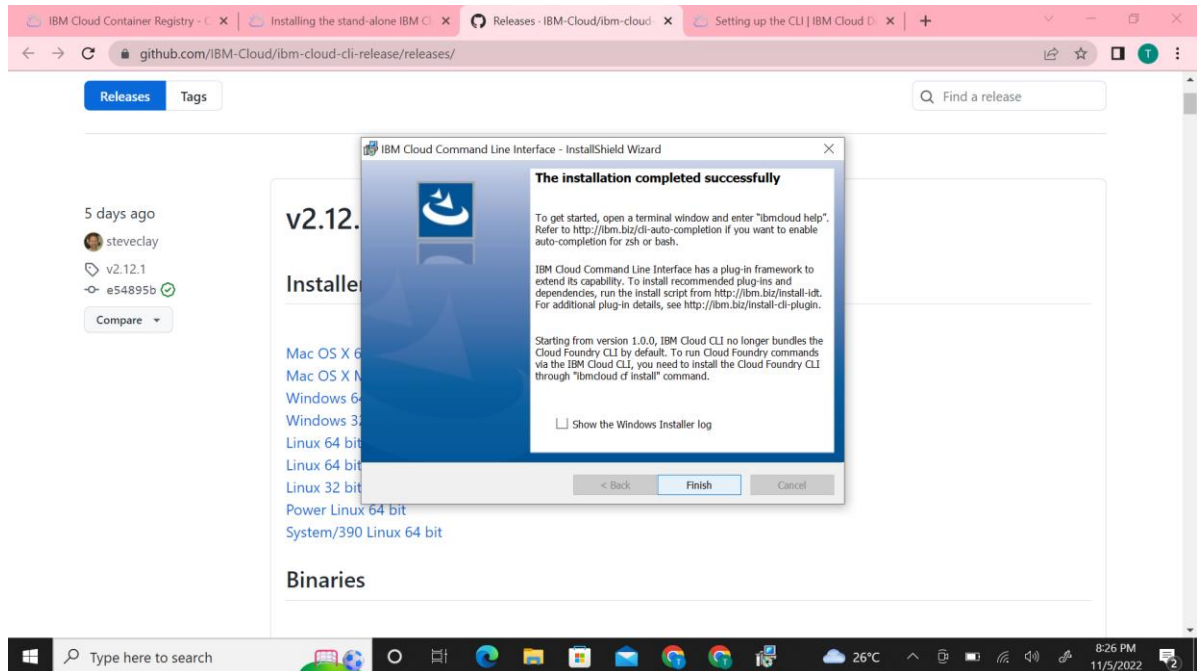 IBM Cloud Container Registry - C
Installing the stand-alone IBM Cl
Releases · IBM-Cloud/ibm-cloud-
Setting up the CLI | IBM Cloud D
github.com/IBM-Cloud/ibm-cloud-cli-release/releases/
T
Releases
Tags
Find a release
IBM Cloud Command Line Interface - InstallShield Wizard
The installation completed successfully
To get started, open a terminal window and enter "ibmcloud help".
Refer to http://ibm.biz/cli-auto-completion if you want to enable
auto-completion for zsh or bash.
IBM Cloud Command Line Interface has a plug-in framework to
extend its capability. To install recommended plug-ins and
dependencies, run the install script from http://ibm.biz/install-idt.
For additional plug-in details, see http://ibm.biz/install-cli-plugin.
Starting from version 1.0.0, IBM Cloud CLI no longer bundles the
Cloud Foundry CLI by default. To run Cloud Foundry commands
via the IBM Cloud CLI, you need to install the Cloud Foundry CLI
through "ibmcloud cf install" command.
Show the Windows Installer log
< Back
Finish
Cancel
5 days ago
steveclay
v2.12.1
e54895b
Compare
v2.12.
Installe
Mac OS X 6
Mac OS X M
Windows 64
Windows 32
Linux 64 bit
Linux 64 bit
Linux 32 bit
Power Linux 64 bit
System/390 Linux 64 bit
Binaries
Type here to search
26°C
8:26 PM
11/5/2022
2